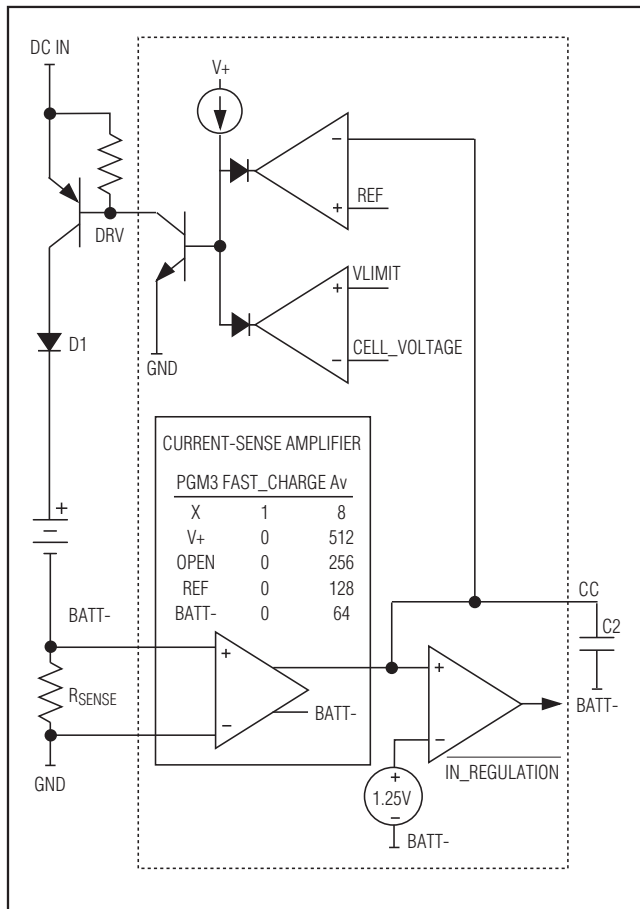 DC IN
V+
REF
DRV
VLIMIT
CELL_VOLTAGE
D1
GND
CURRENT-SENSE AMPLIFIER
PGM3 FAST_CHARGE Av
X 1 8
V+ 0 512
OPEN 0 256
REF 0 128
BATT- 0 64
BATT-
CC
C2
RSENSE
BATT-
BATT-
IN_REGULATION
GND
1.25V
BATT-